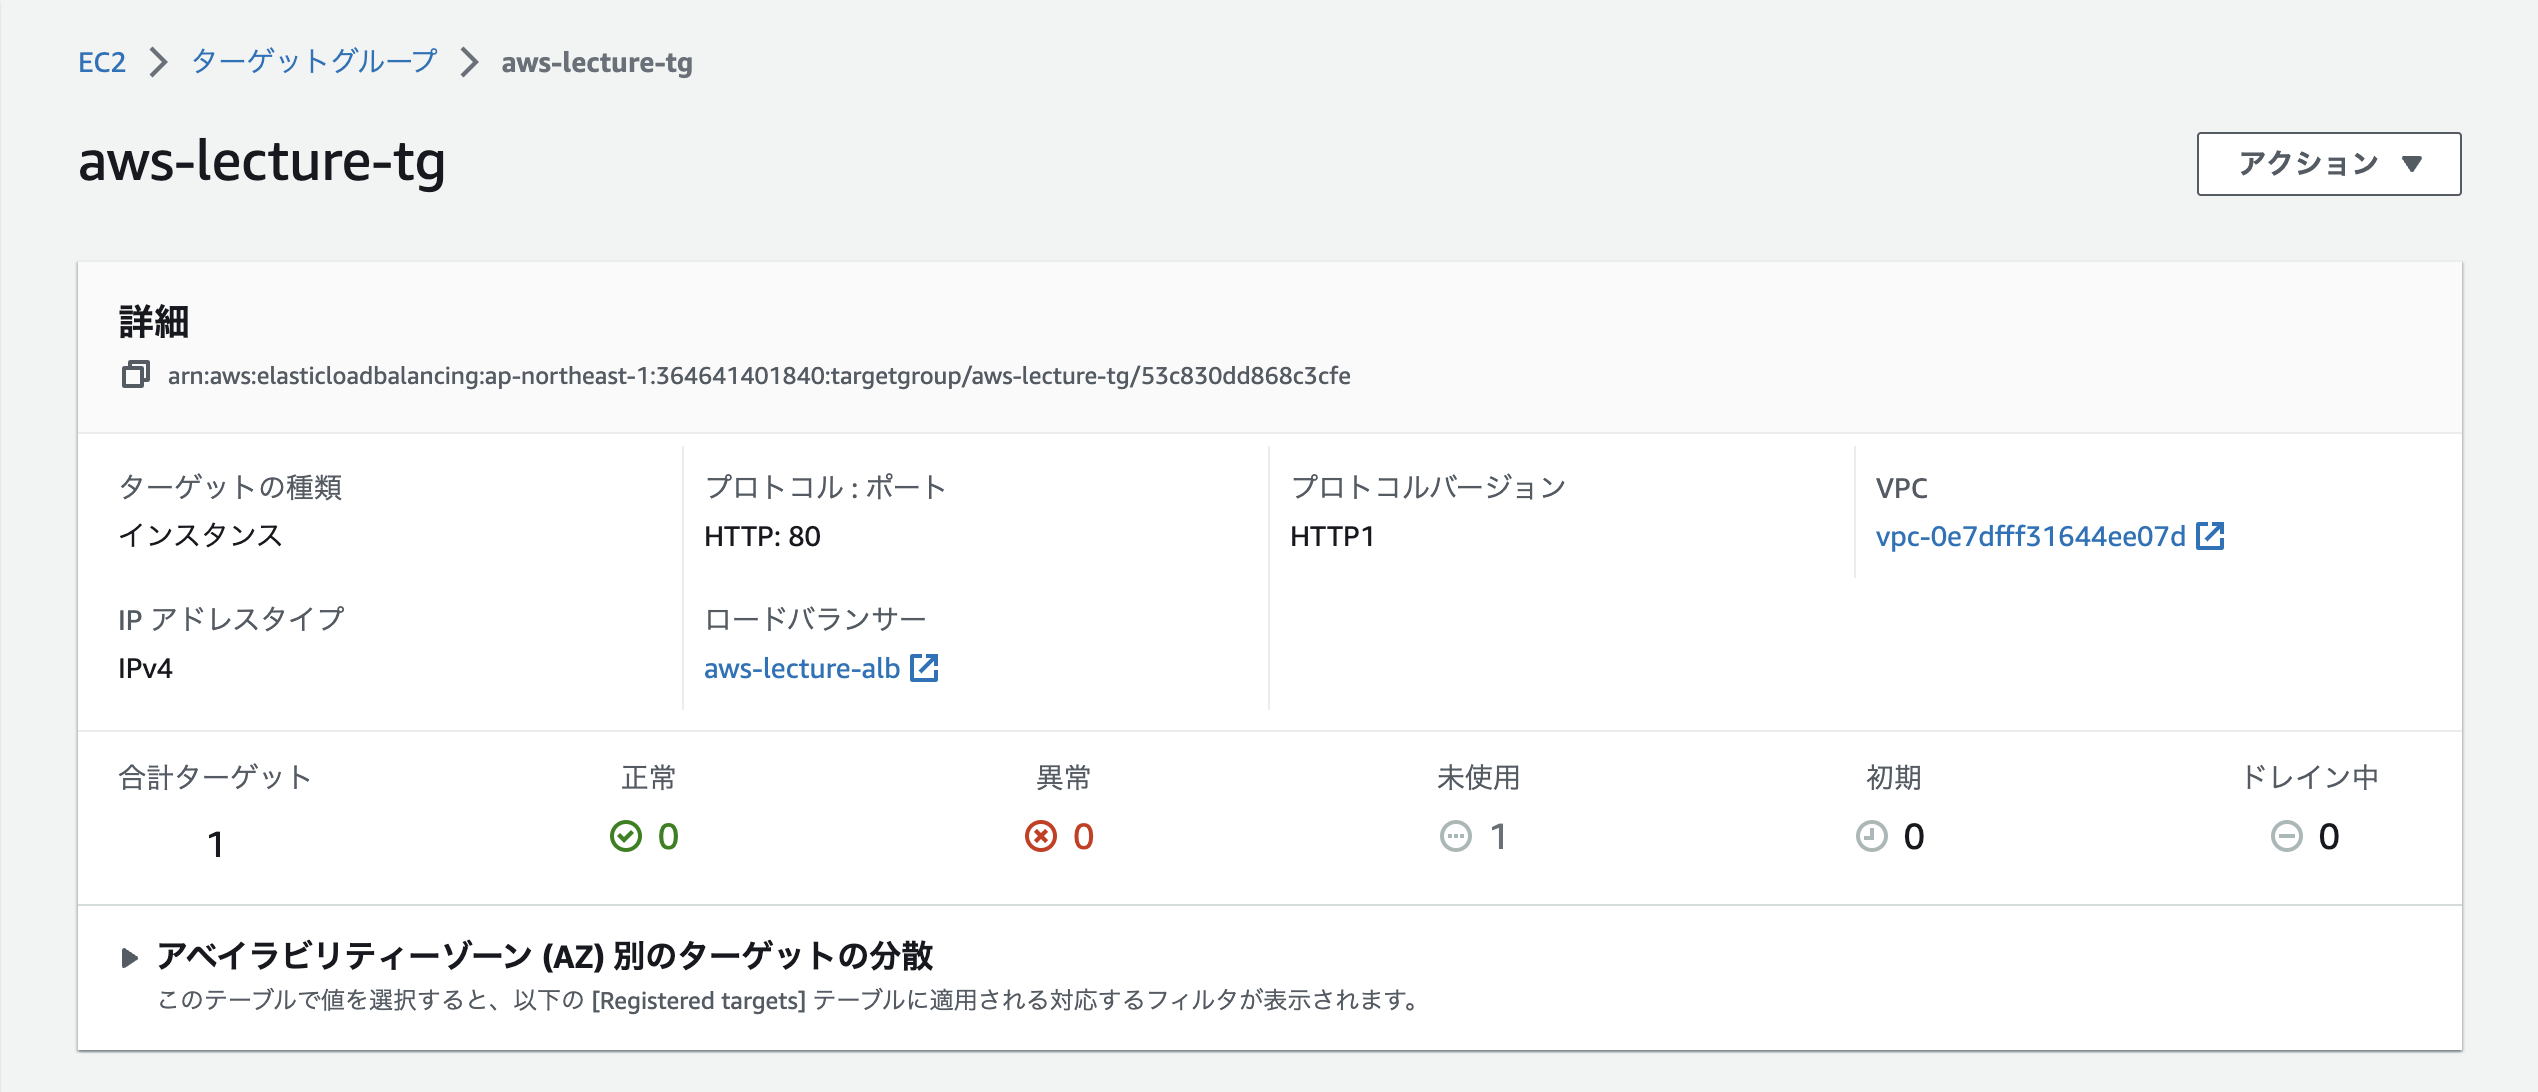 EC2 ターゲットグループ aws-lecture-tg
aws-lecture-tg
アクション
詳細
arn:aws:elasticloadbalancing:ap-northeast-1:364641401840:targetgroup/aws-lecture-tg/53c830dd868c3cfe
ターゲットの種類
インスタンス
プロトコル : ポート
HTTP: 80
プロトコルバージョン
HTTP1
VPC
vpc-0e7dfff31644ee07d
IP アドレスタイプ
IPv4
ロードバランサー
aws-lecture-alb
合計ターゲット
1
正常
0
異常
0
未使用
1
初期
0
ドレイン中
0
アベイラビリティーゾーン (AZ) 別のターゲットの分散
このテーブルで値を選択すると、以下の [Registered targets] テーブルに適用される対応するフィルタが表示されます。